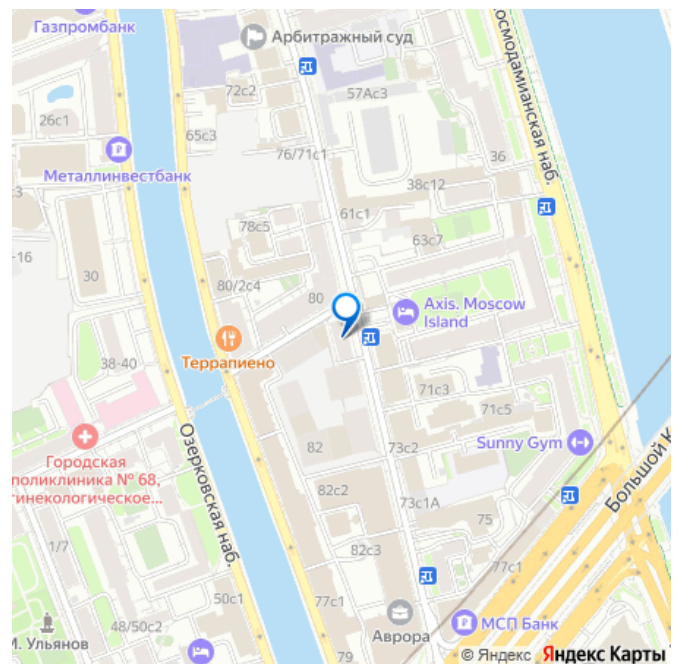 Газпромбанк
Арбитражный суд
Космодамианская наб.
72с2
57Ас3
26с1
65с3
Металлинвестбанк
76/71с1
36
38с12
61с1
78с5
63с7
-16
30
80/2с4
80
Axis. Moscow
Island
Террапиено
38-40
71с3
71с5
Городская
поликлиника № 68,
гинекологическое...
82
73с2
Sunny Gym
Озерковская наб.
82с2
73с1А
75
Большой К
1/7
82с3
77с1
50с1
77с1
И. Ульянов
48/50с2
Аврора
МСП Банк
79
© Яндекс Яндекс Карты